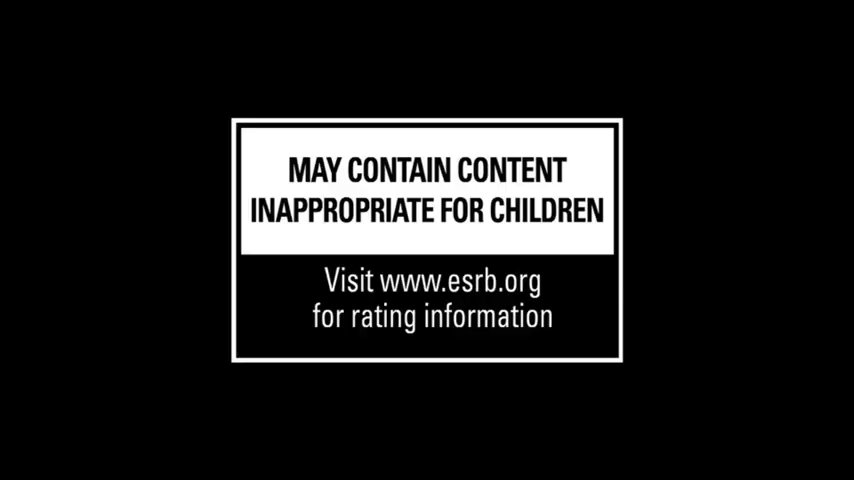 MAY CONTAIN CONTENT
INAPPROPRIATE FOR CHILDREN
Visit www.esrb.org
for rating information